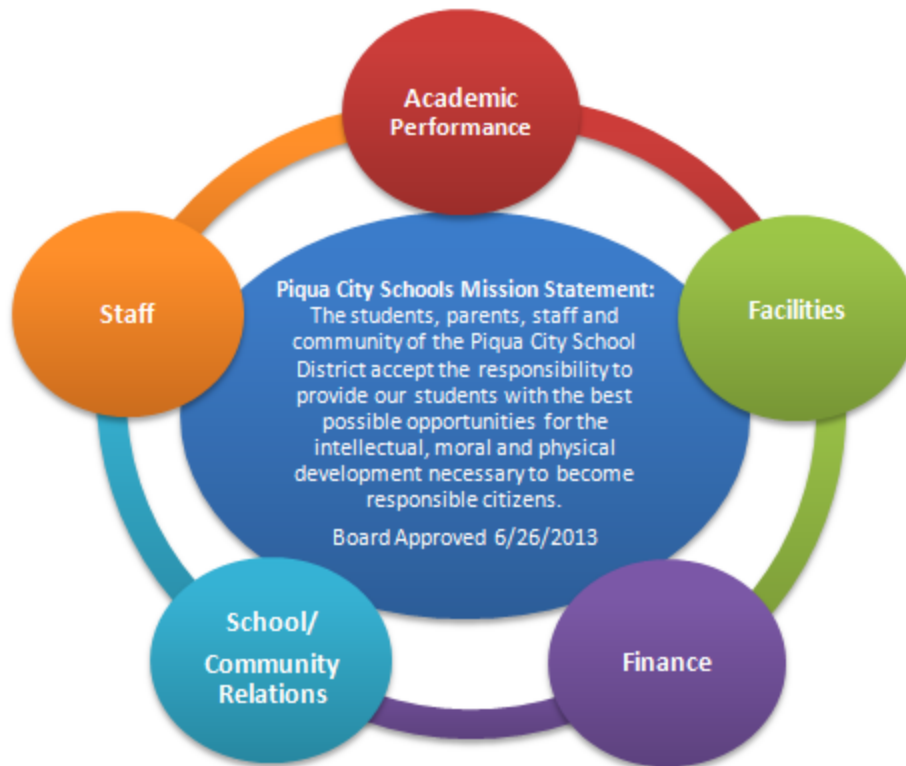 Academic
Performance
Staff
Facilities
Piqua City Schools Mission Statement:
The students, parents, staff and
community of the Piqua City School
District accept the responsibility to
provide our students with the best
possible opportunities for the
intellectual, moral and physical
development necessary to become
responsible citizens.
Board Approved 6/26/2013
School/
Community
Relations
Finance